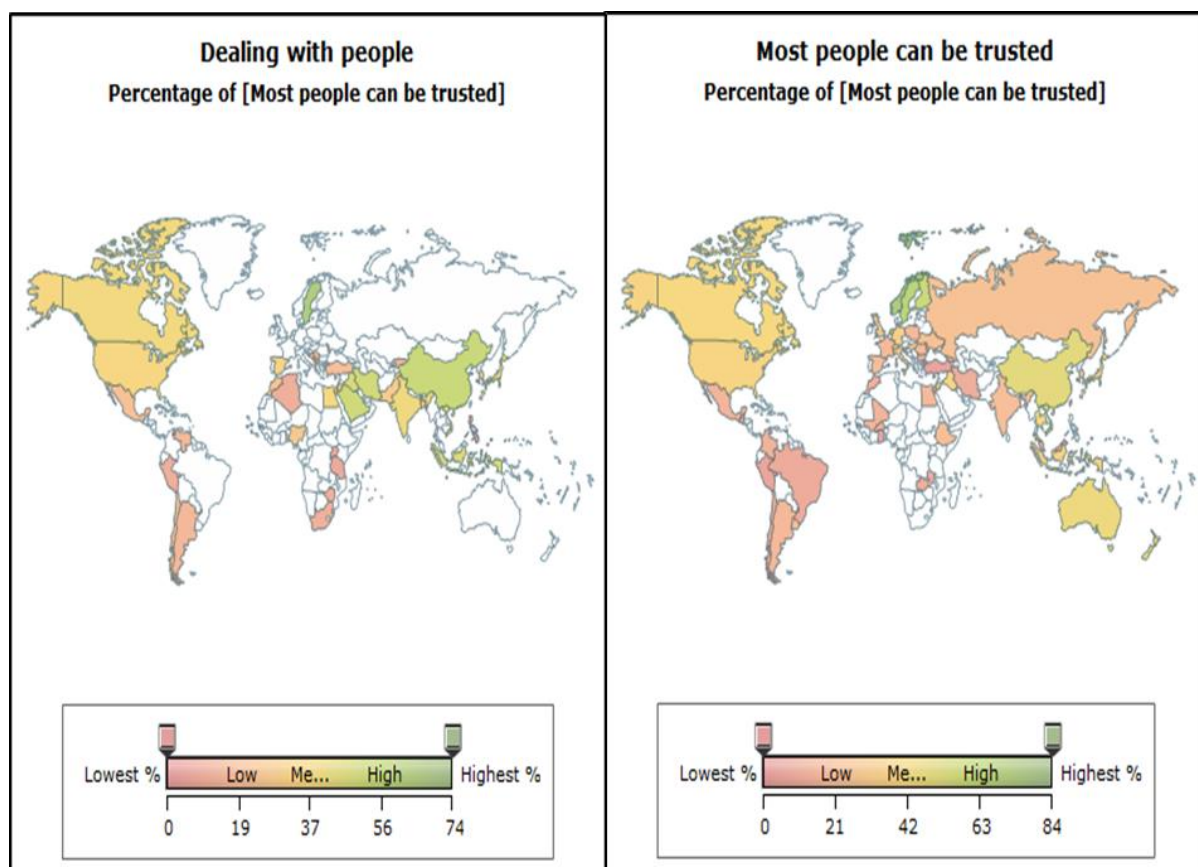 Dealing with people
Percentage of [Most people can be trusted]
Lowest % Low Me... High Highest %
0 19 37 56 74
Most people can be trusted
Percentage of [Most people can be trusted]
Lowest % Low Me... High Highest %
0 21 42 63 84